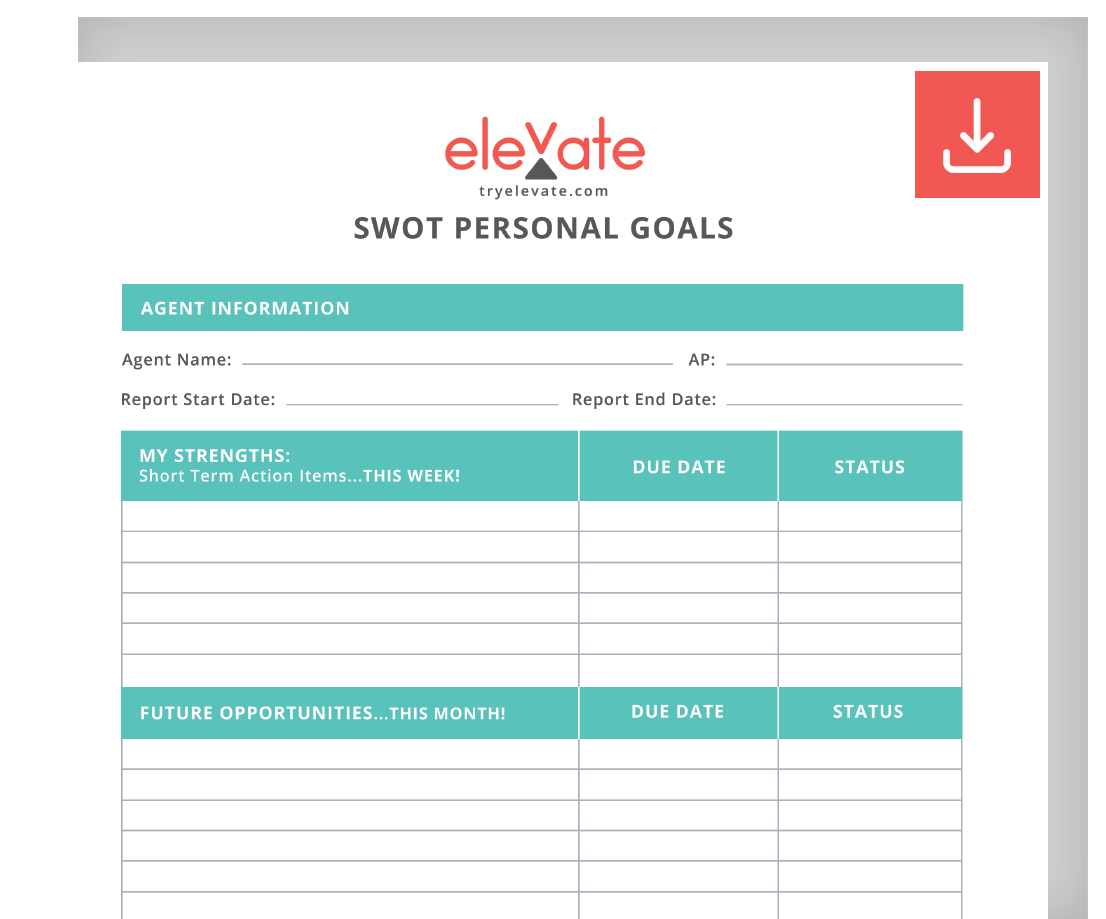 elevate
tryelevate.com
SWOT PERSONAL GOALS
AGENT INFORMATION
Agent Name: AP:
Report Start Date: Report End Date:
MY STRENGTHS:
Short Term Action Items...THIS WEEK!
DUE DATE
STATUS
FUTURE OPPORTUNITIES...THIS MONTH!
DUE DATE
STATUS